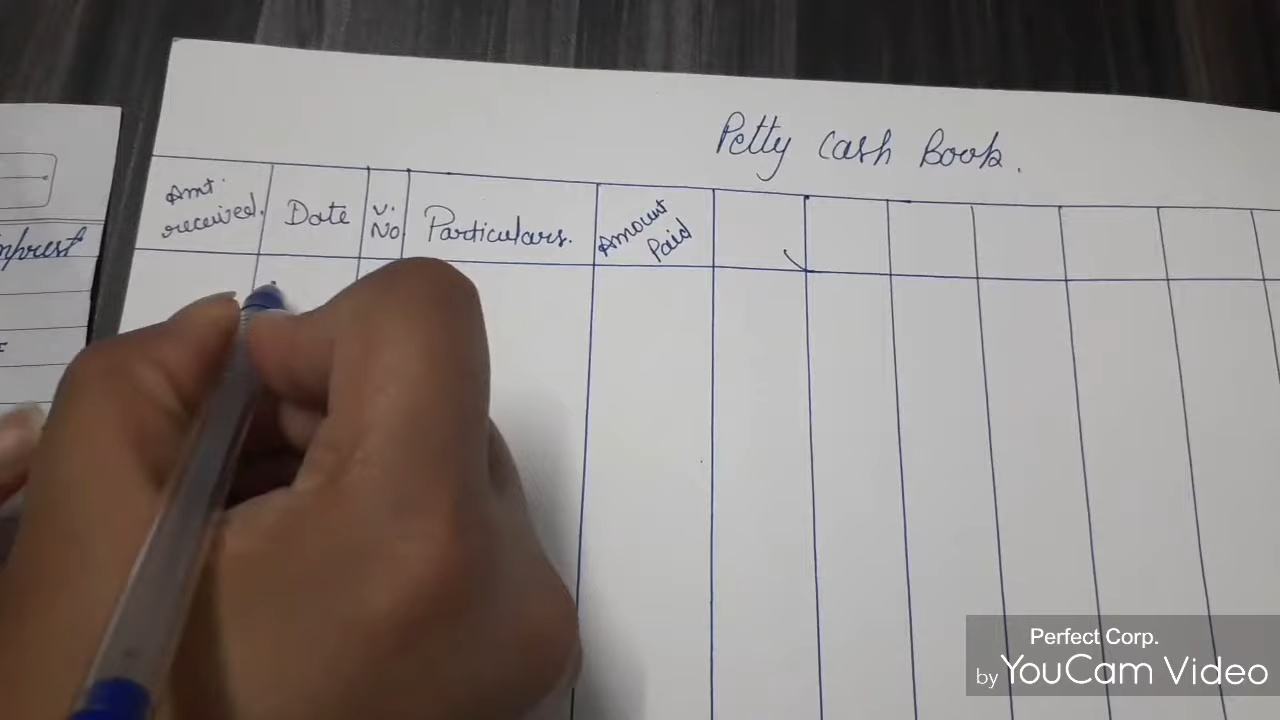 Petty Cash Book.
Amt.
received.
Date
V.
No
Particulars.
Amount
Paid
Perfect Corp.
by YouCam Video